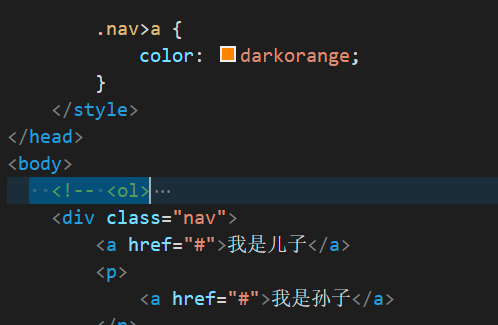 .nav>a {
color: darkorange;
}
</style>
</head>
<body>
<!-- <ol>…
<div class="nav">
<a href="#">我是儿子</a>
<p>
<a href="#">我是孙子</a>
</p>